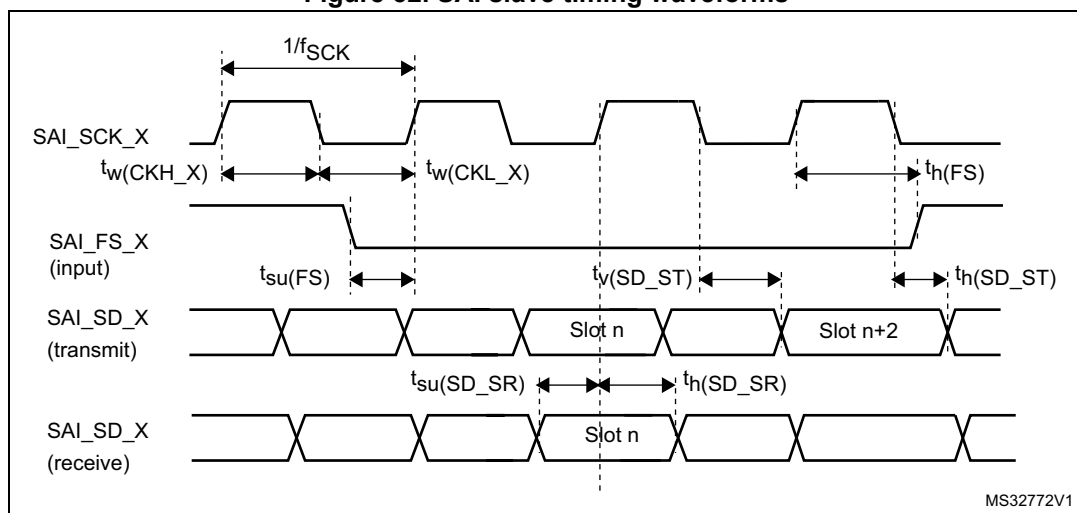 1/fSCK
SAI_SCK_X
tw(CKH_X)
tw(CKL_X)
th(FS)
SAI_FS_X
(input)
tsu(FS)
tv(SD_ST)
th(SD_ST)
SAI_SD_X
(transmit)
Slot n
Slot n+2
tsu(SD_SR)
th(SD_SR)
SAI_SD_X
(receive)
Slot n
MS32772V1